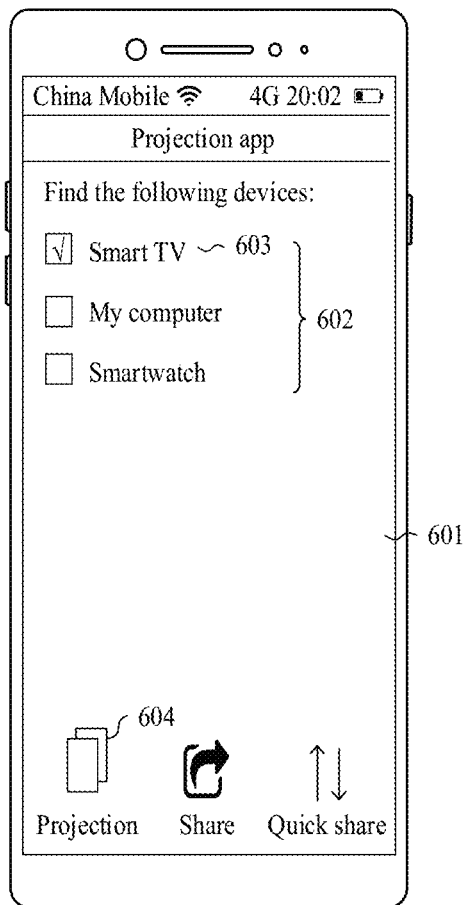 China Mobile 4G 20:02
Projection app
Find the following devices:
√ Smart TV 603
My computer 602
Smartwatch
601
604
Projection Share Quick share